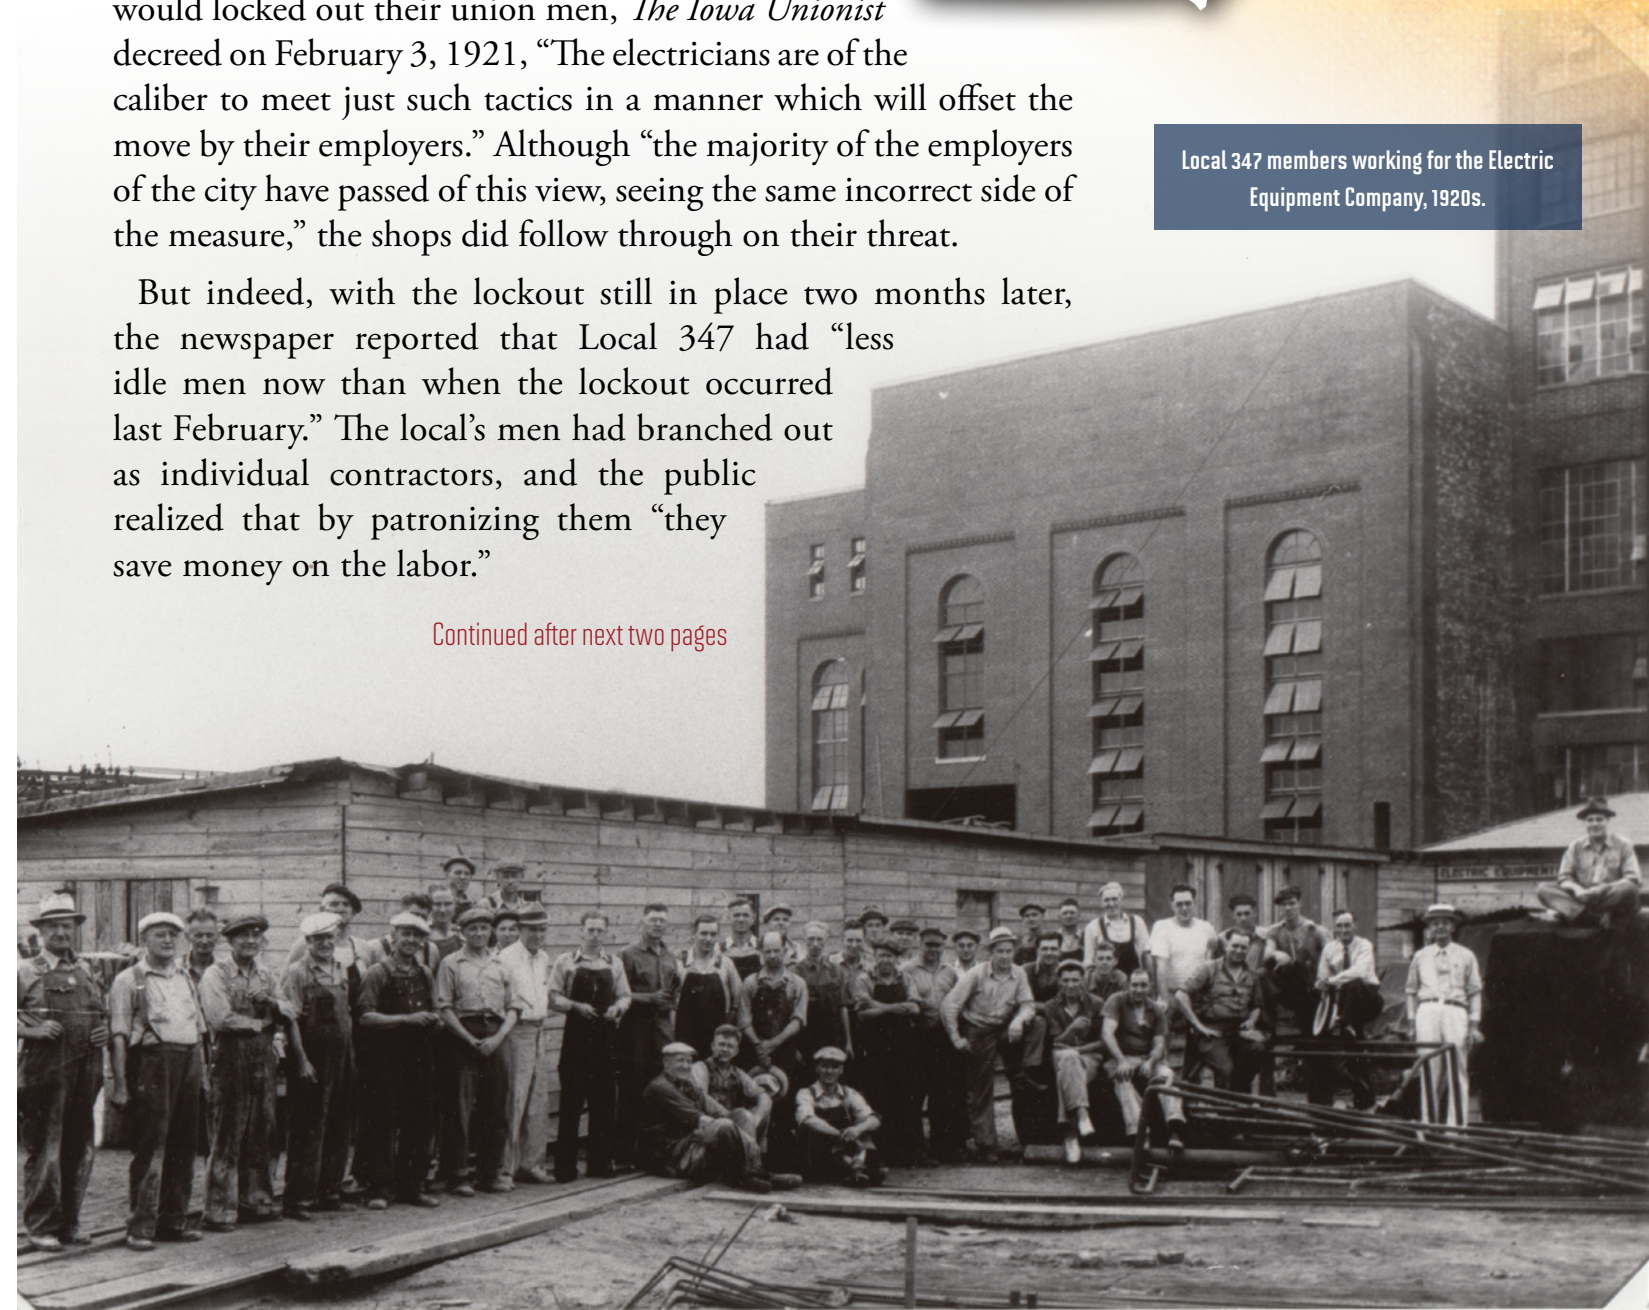 would locked out their union men, The Iowa Unionist
decreed on February 3, 1921, “The electricians are of the
caliber to meet just such tactics in a manner which will offset the
move by their employers.” Although “the majority of the employers
of the city have passed of this view, seeing the same incorrect side of
the measure,” the shops did follow through on their threat.
But indeed, with the lockout still in place two months later,
the newspaper reported that Local 347 had “less
idle men now than when the lockout occurred
last February.” The local’s men had branched out
as individual contractors, and the public
realized that by patronizing them “they
save money on the labor.”
Continued after next two pages
Local 347 members working for the Electric
Equipment Company, 1920s.
ELECTRIC EQUIPMENT